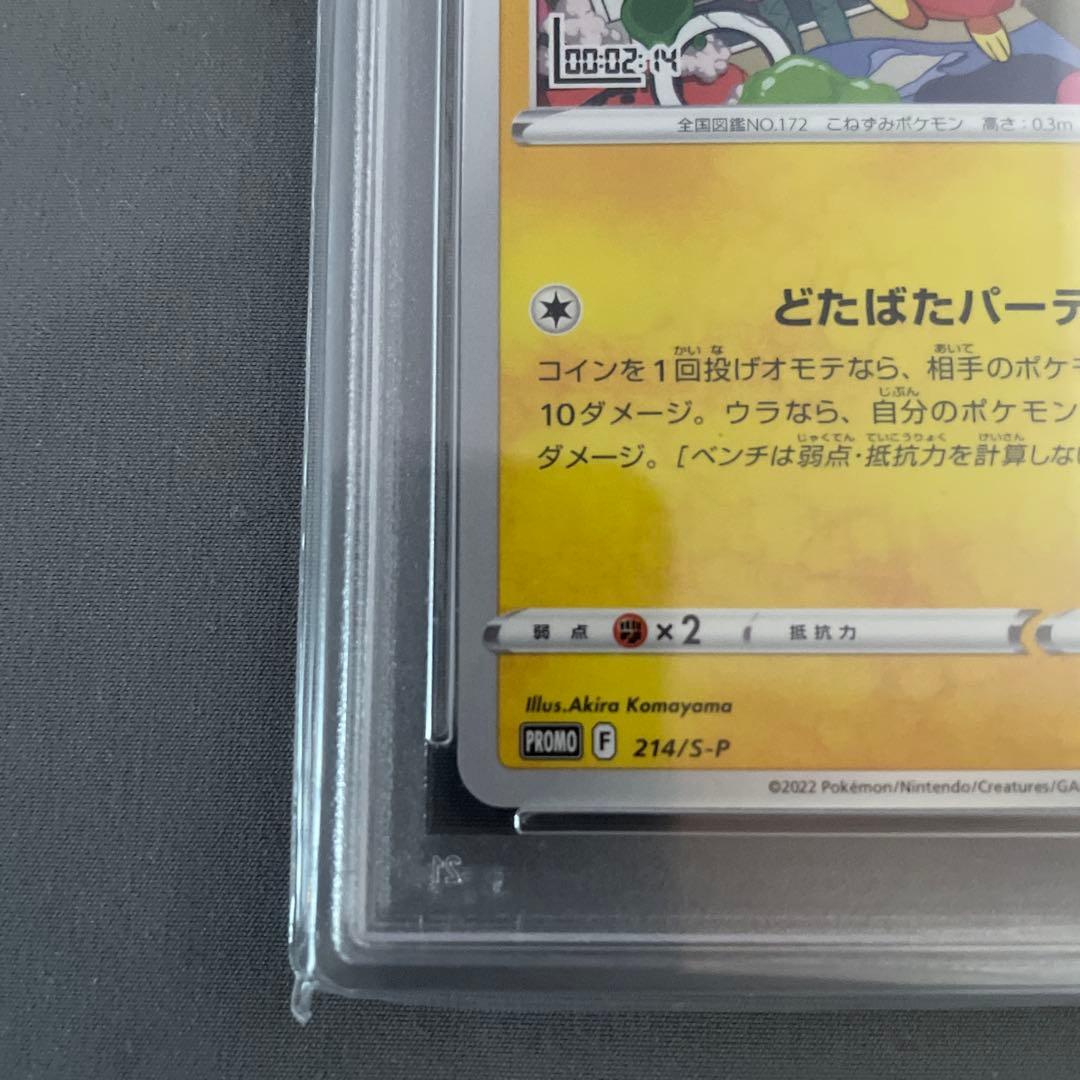 00:02:14
全国図鑑NO.172 こねずみポケモン 高さ:0.3m
どたばたパーテ
かいな あいて
コインを1回投げオモテなら、相手のポケモ
じぶん
10ダメージ。ウラなら、自分のポケモン
じゃくてん ていこうりょく けいさん
ダメージ。[ベンチは弱点・抵抗力を計算しな
弱点 ×2 抵抗力
Illus.Akira Komayama
PROMO F 214/S-P
©2022 Pokémon/Nintendo/Creatures/GA